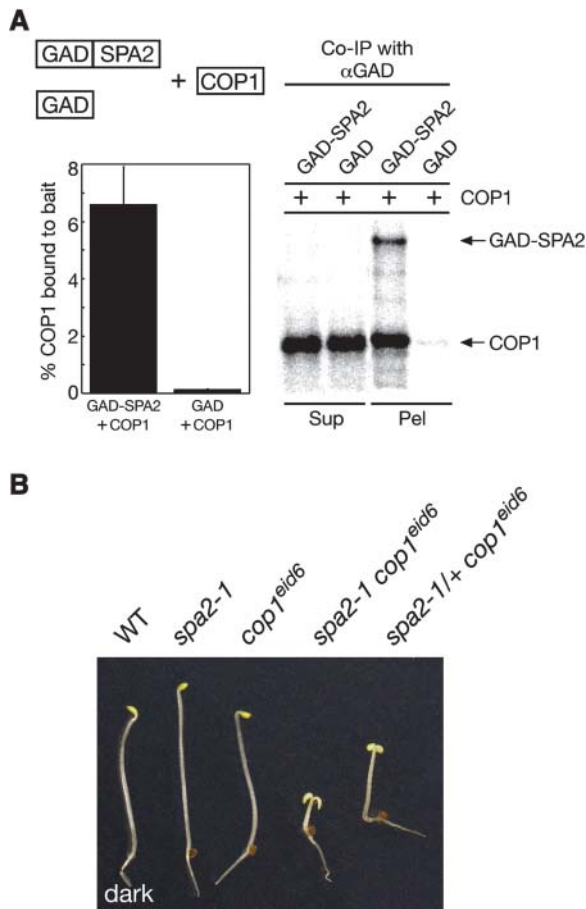 A
GAD SPA2
GAD
+ COP1
8
6
4
2
0
% COP1 bound to bait
GAD-SPA2
+COP1
GAD
+COP1
Co-IP with
αGAD
GAD-SPA2
GAD
GAD-SPA2
GAD
+ + + + COP1
GAD-SPA2
COP1
Sup Pel
B
WT
spa2-1
cop1eid6
spa2-1 cop1eid6
spa2-1/+ cop1eid6
dark